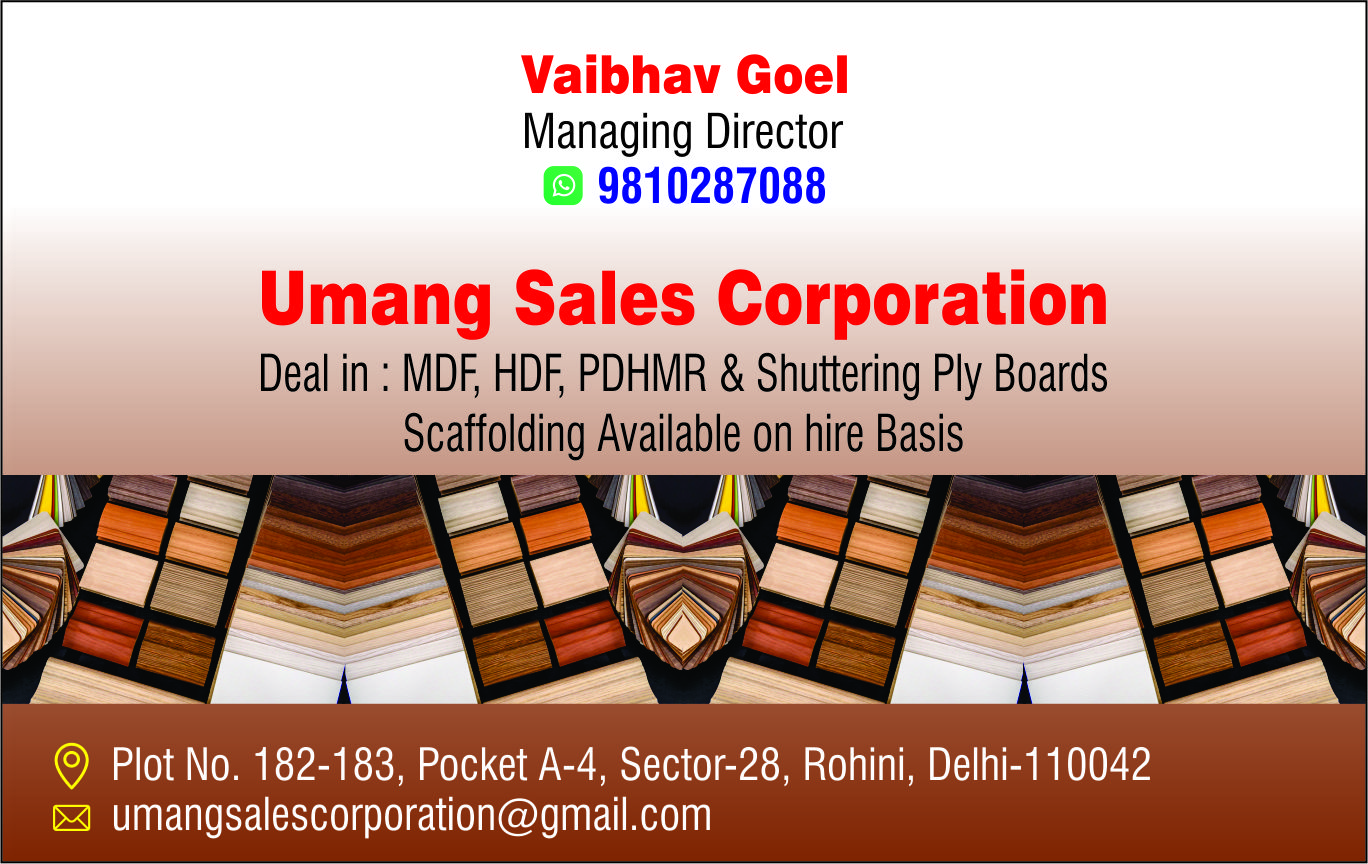 Vaibhav Goel
Managing Director
9810287088
Umang Sales Corporation
Deal in : MDF, HDF, PDHMR & Shuttering Ply Boards
Scaffolding Available on hire Basis
Plot No. 182-183, Pocket A-4, Sector-28, Rohini, Delhi-110042
umangsalescorporation@gmail.com